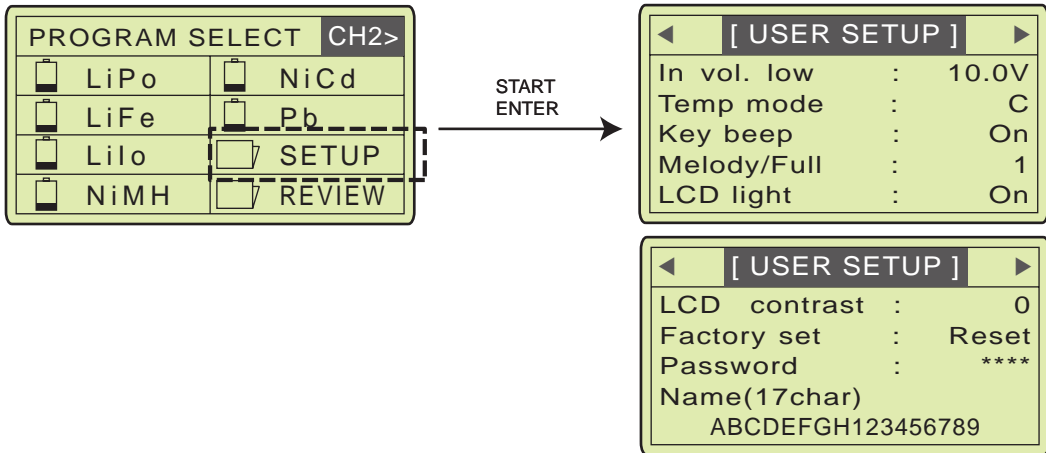 PROGRAM SELECT CH2>
LiPo NiCd
LiFe Pb
LiIo SETUP
NiMH REVIEW
START
ENTER
[ USER SETUP ]
In vol. low : 10.0V
Temp mode : C
Key beep : On
Melody/Full : 1
LCD light : On
[ USER SETUP ]
LCD contrast : 0
Factory set : Reset
Password : ****
Name(17char)
ABCDEFGH123456789